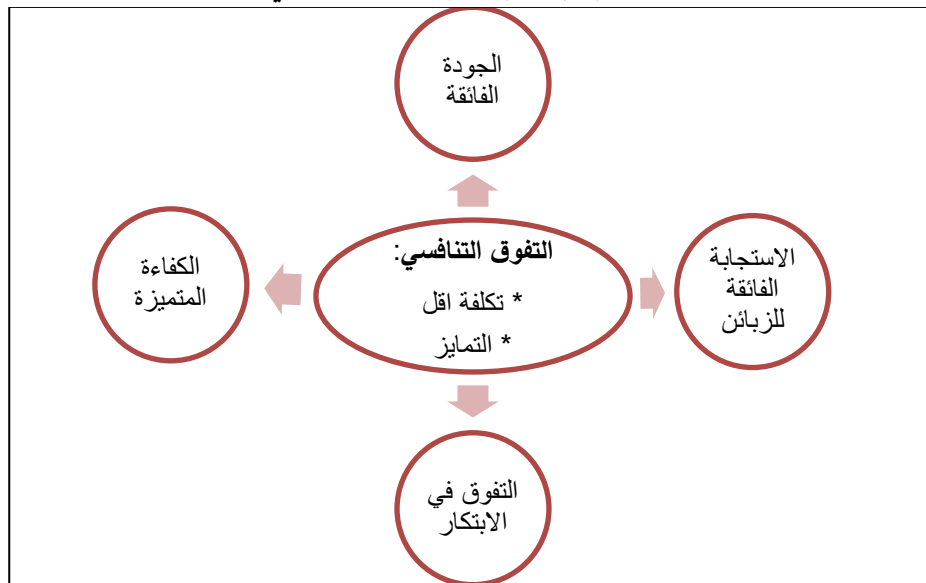 الجودة
الفائقة
التفوق التنافسي:
* تكلفة اقل
* التمايز
الاستجابة
الفائقة
للزبائن
الكفاءة
المتميزة
التفوق في
الابتكار